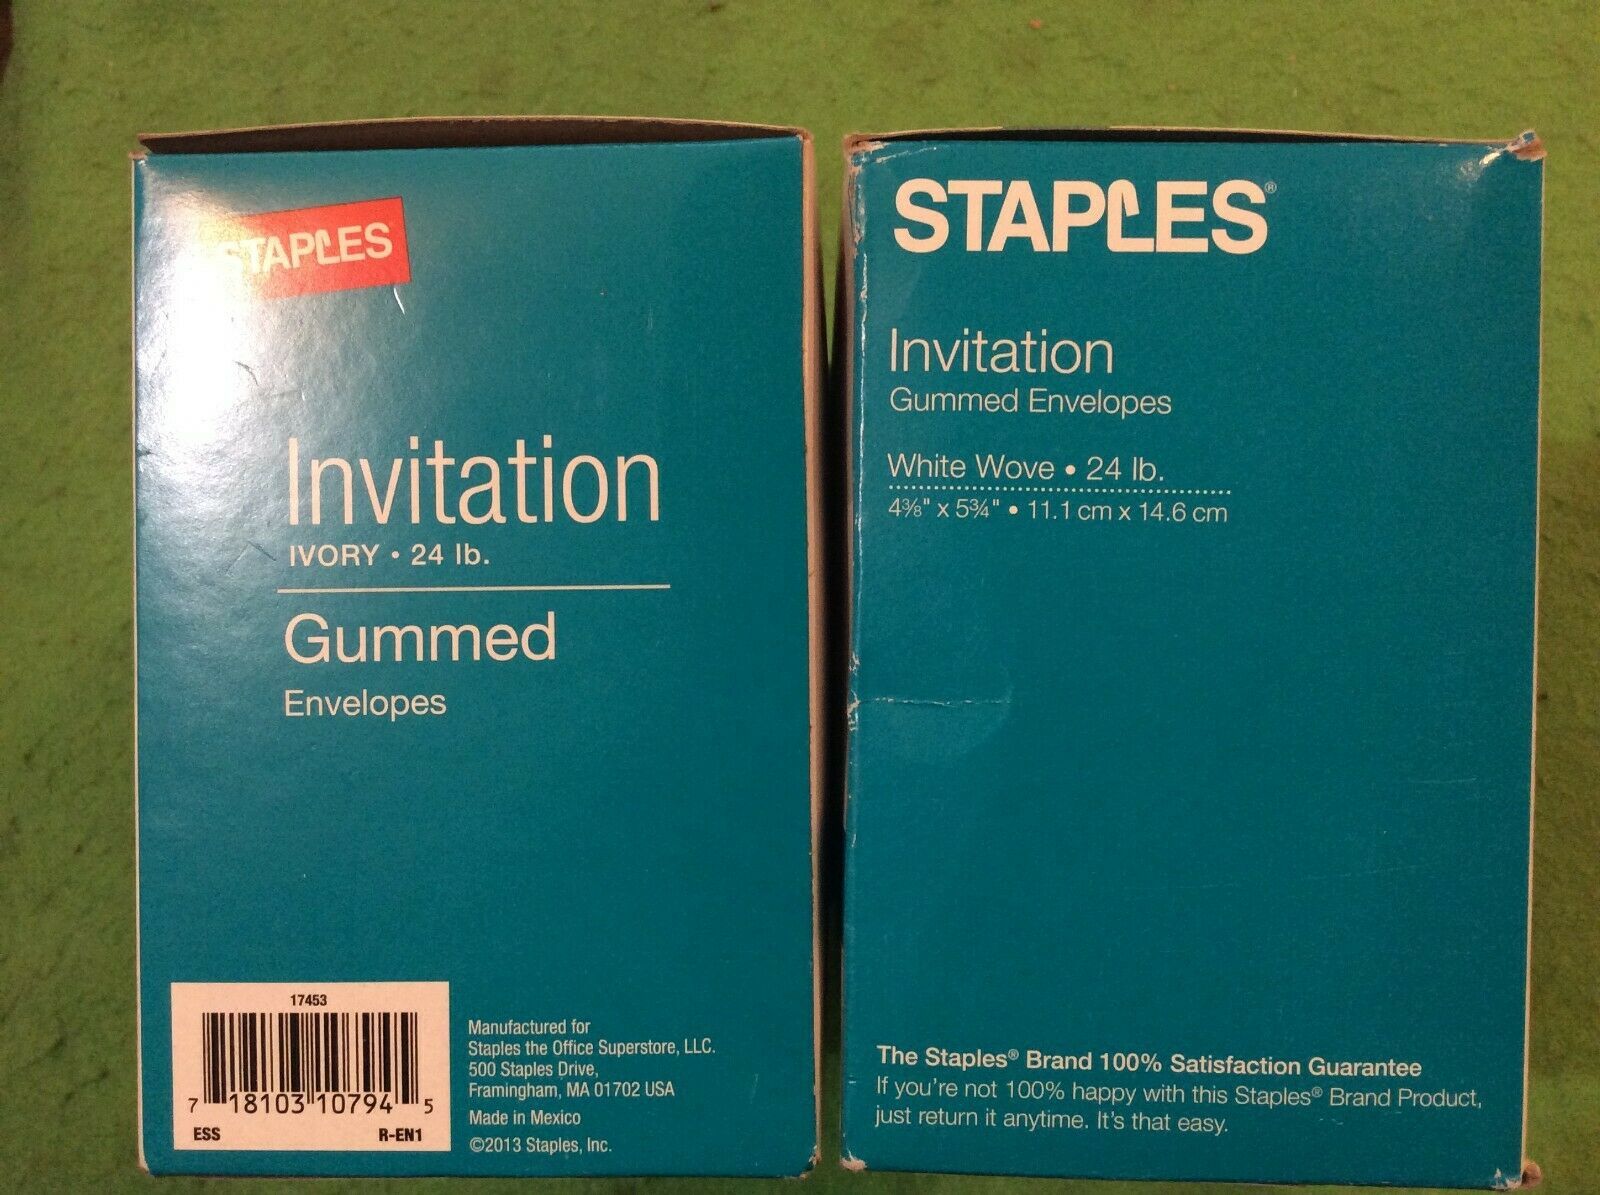 STAPLES
Invitation
IVORY • 24 lb.
Gummed
Envelopes
17453
7 18103 10794 5
ESS R-EN1
Manufactured for
Staples the Office Superstore, LLC.
500 Staples Drive,
Framingham, MA 01702 USA
Made in Mexico
©2013 Staples, Inc.
STAPLES®
Invitation
Gummed Envelopes
White Wove • 24 lb.
4⅜" x 5¾" • 11.1 cm x 14.6 cm
The Staples® Brand 100% Satisfaction Guarantee
If you're not 100% happy with this Staples® Brand Product,
just return it anytime. It's that easy.